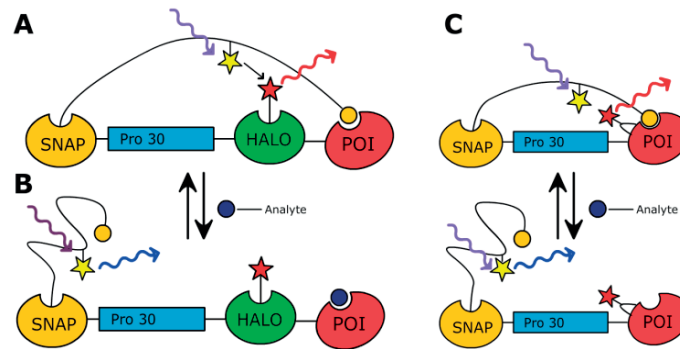 A
C
SNAP
Pro 30
HALO
POI
SNAP
Pro 30
POI
B
Analyte
Analyte
SNAP
Pro 30
HALO
POI
SNAP
Pro 30
POI